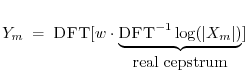 Y_m = DFT[w · DFT⁻¹ log(|X_m|)]
real cepstrum